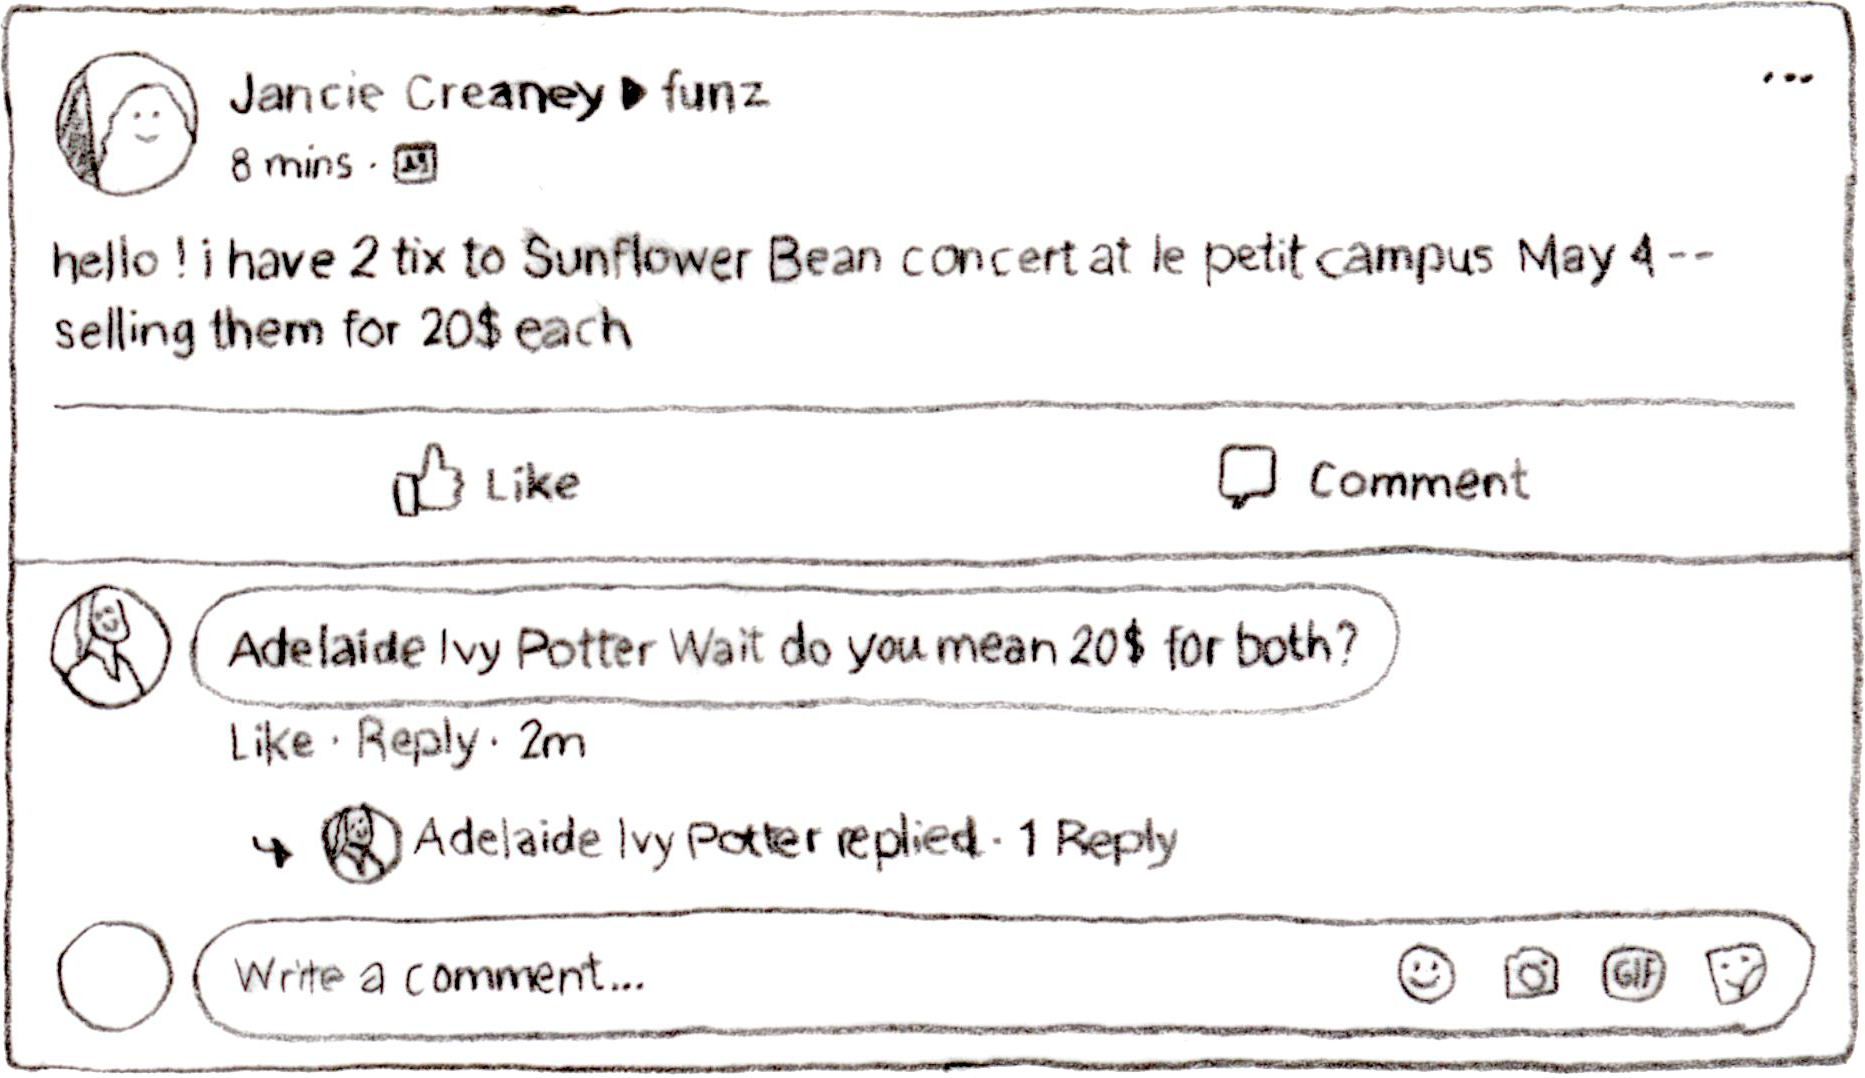 Jancie Creaney ▶ funz
...
8 mins ·
hello! i have 2 tix to Sunflower Bean concert at le petit campus May 4 --
selling them for 20$ each
Like
Comment
Adelaide Ivy Potter Wait do you mean 20$ for both?
Like · Reply · 2m
↳ Adelaide Ivy Potter replied · 1 Reply
Write a comment...
GIF